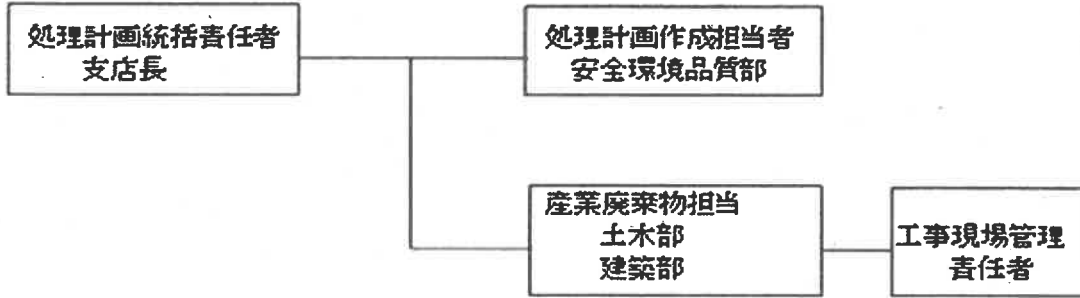 処理計画統括責任者
支店長
処理計画作成担当者
安全環境品質部
産業廃棄物担当
土木部
建築部
工事現場管理
責任者